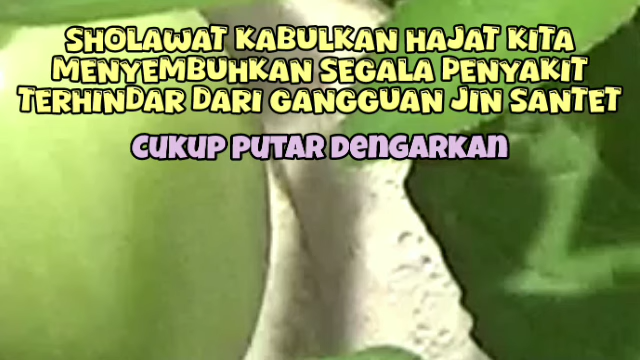 SHOLAWAT KABULKAN HAJAT KITA
MENYEMBUHKAN SEGALA PENYAKIT
TERHINDAR DARI GANGGUAN JIN SANTET
CUKUP PUTAR DENGARKAN